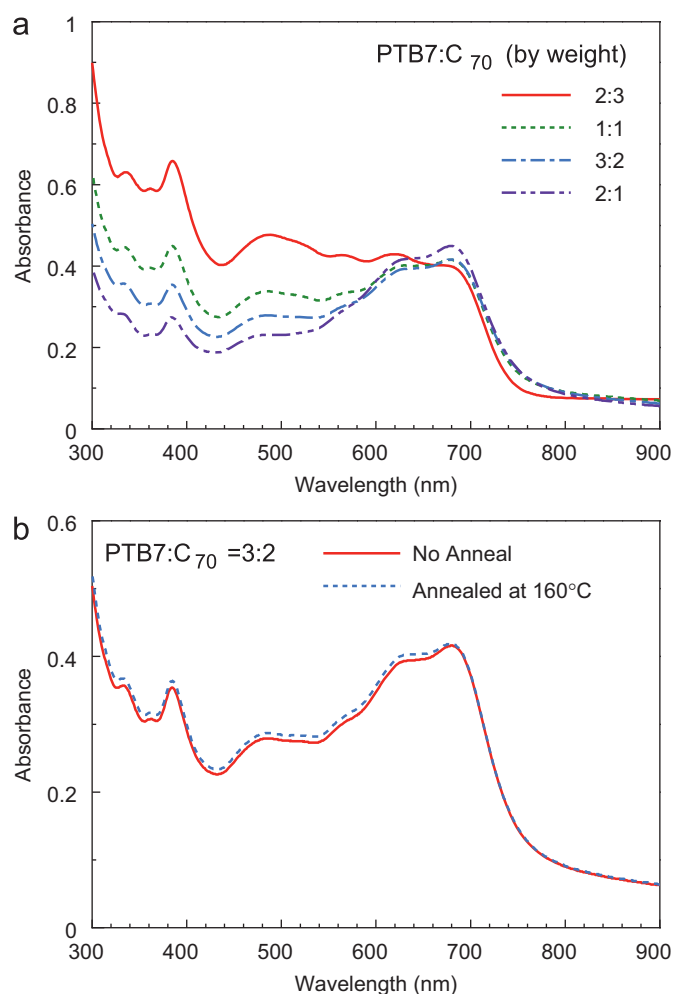 a
PTB7:C70 (by weight)
2:3
1:1
3:2
2:1
1
0.8
0.6
0.4
0.2
0
Absorbance
300 400 500 600 700 800 900
Wavelength (nm)
b
PTB7:C70 =3:2
No Anneal
Annealed at 160°C
0.6
0.4
0.2
0
Absorbance
300 400 500 600 700 800 900
Wavelength (nm)